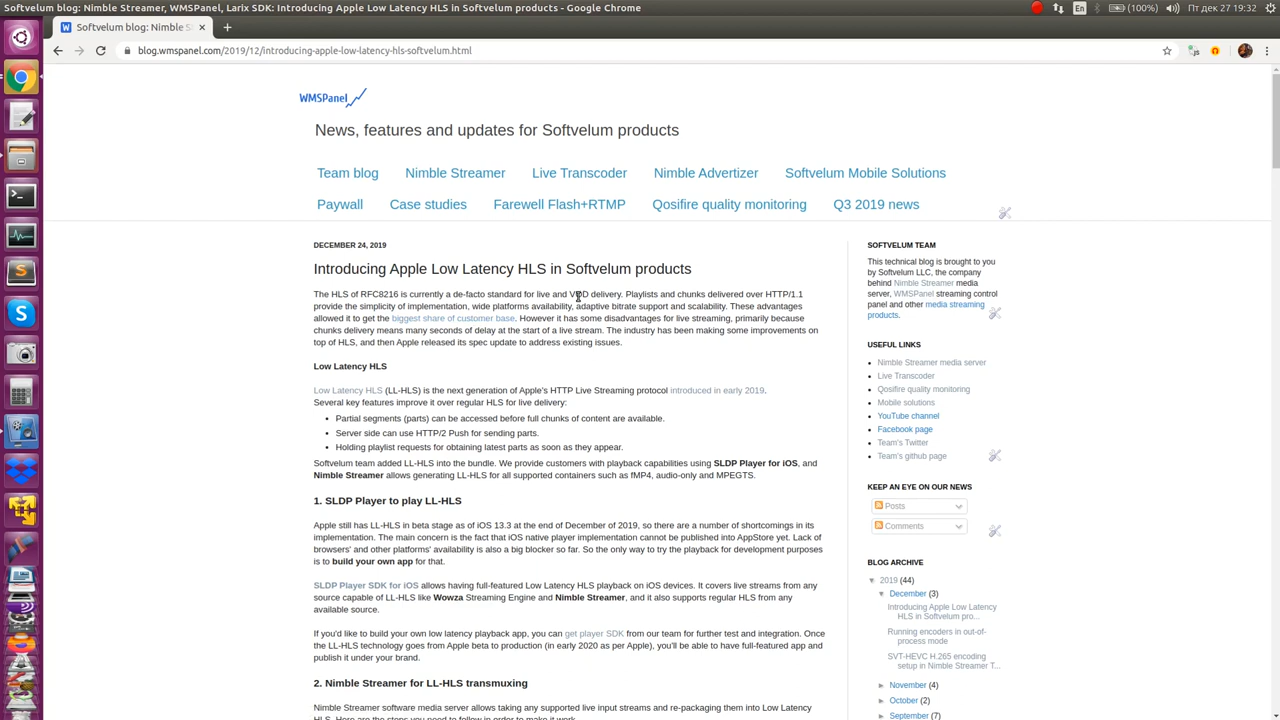 Softvelum blog: Nimble Streamer, WMSPanel, Larix SDK: Introducing Apple Low Latency HLS in Softvelum products - Google Chrome
En (100%) Пт дек 27 19:32
Softvelum blog: Nimble St
blog.wmspanel.com/2019/12/introducing-apple-low-latency-hls-softvelum.html
WMSPanel
News, features and updates for Softvelum products
Team blog Nimble Streamer Live Transcoder Nimble Advertizer Softvelum Mobile Solutions
Paywall Case studies Farewell Flash+RTMP Qosifire quality monitoring Q3 2019 news
DECEMBER 24, 2019
Introducing Apple Low Latency HLS in Softvelum products
The HLS of RFC8216 is currently a de-facto standard for live and VOD delivery. Playlists and chunks delivered over HTTP/1.1
provide the simplicity of implementation, wide platforms availability, adaptive bitrate support and scalability. These advantages
allowed it to get the biggest share of customer base. However it has some disadvantages for live streaming, primarily because
chunks delivery means many seconds of delay at the start of a live stream. The industry has been making some improvements on
top of HLS, and then Apple released its spec update to address existing issues.
Low Latency HLS
Low Latency HLS (LL-HLS) is the next generation of Apple's HTTP Live Streaming protocol introduced in early 2019.
Several key features improve it over regular HLS for live delivery:
• Partial segments (parts) can be accessed before full chunks of content are available.
• Server side can use HTTP/2 Push for sending parts.
• Holding playlist requests for obtaining latest parts as soon as they appear.
Softvelum team added LL-HLS into the bundle. We provide customers with playback capabilities using SLDP Player for iOS, and
Nimble Streamer allows generating LL-HLS for all supported containers such as fMP4, audio-only and MPEGTS.
1. SLDP Player to play LL-HLS
Apple still has LL-HLS in beta stage as of iOS 13.3 at the end of December of 2019, so there are a number of shortcomings in its
implementation. The main concern is the fact that iOS native player implementation cannot be published into AppStore yet. Lack of
browsers' and other platforms' availability is also a big blocker so far. So the only way to try the playback for development purposes
is to build your own app for that.
SLDP Player SDK for iOS allows having full-featured Low Latency HLS playback on iOS devices. It covers live streams from any
source capable of LL-HLS like Wowza Streaming Engine and Nimble Streamer, and it also supports regular HLS from any
available source.
If you'd like to build your own low latency playback app, you can get player SDK from our team for further test and integration. Once
the LL-HLS technology goes from Apple beta to production (in early 2020 as per Apple), you'll be able to have full-featured app and
publish it under your brand.
2. Nimble Streamer for LL-HLS transmuxing
Nimble Streamer software media server allows taking any supported live input streams and re-packaging them into Low Latency
HLS. Here are the steps you need to follow in order to make it work.
SOFTVELUM TEAM
This technical blog is brought to you
by Softvelum LLC, the company
behind Nimble Streamer media
server, WMSPanel streaming control
panel and other media streaming
products.
USEFUL LINKS
• Nimble Streamer media server
• Live Transcoder
• Qosifire quality monitoring
• Mobile solutions
• YouTube channel
• Facebook page
• Team's Twitter
• Team's github page
KEEP AN EYE ON OUR NEWS
Posts
Comments
BLOG ARCHIVE
▼ 2019 (44)
▼ December (3)
Introducing Apple Low Latency
HLS in Softvelum pro...
Running encoders in out-of-
process mode
SVT-HEVC H.265 encoding
setup in Nimble Streamer T...
► November (4)
► October (2)
► September (7)